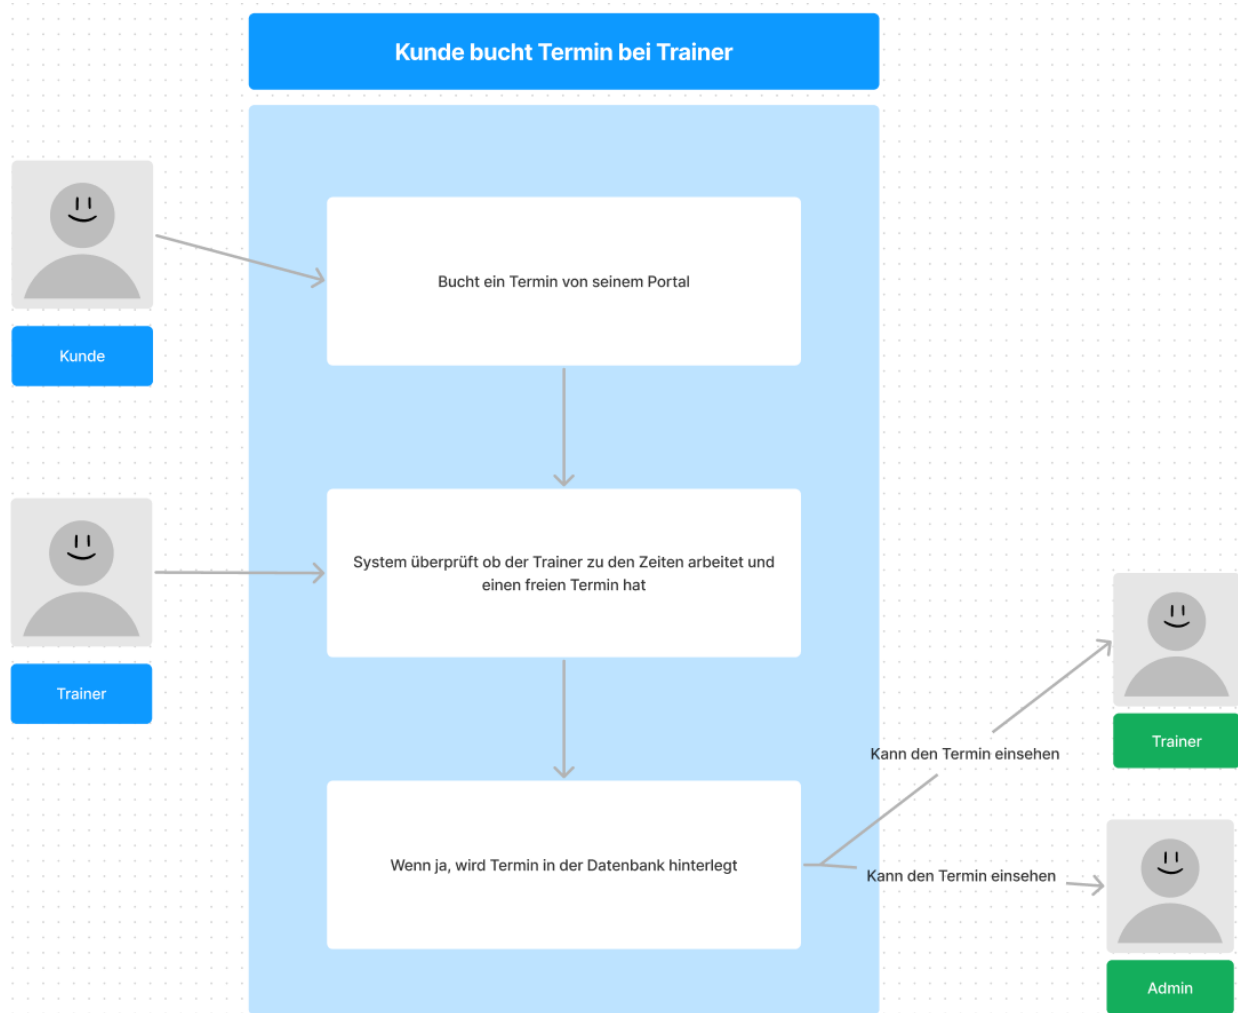 Kunde bucht Termin bei Trainer
Bucht ein Termin von seinem Portal
Kunde
System überprüft ob der Trainer zu den Zeiten arbeitet und
einen freien Termin hat
Trainer
Kann den Termin einsehen
Trainer
Wenn ja, wird Termin in der Datenbank hinterlegt
Kann den Termin einsehen
Admin